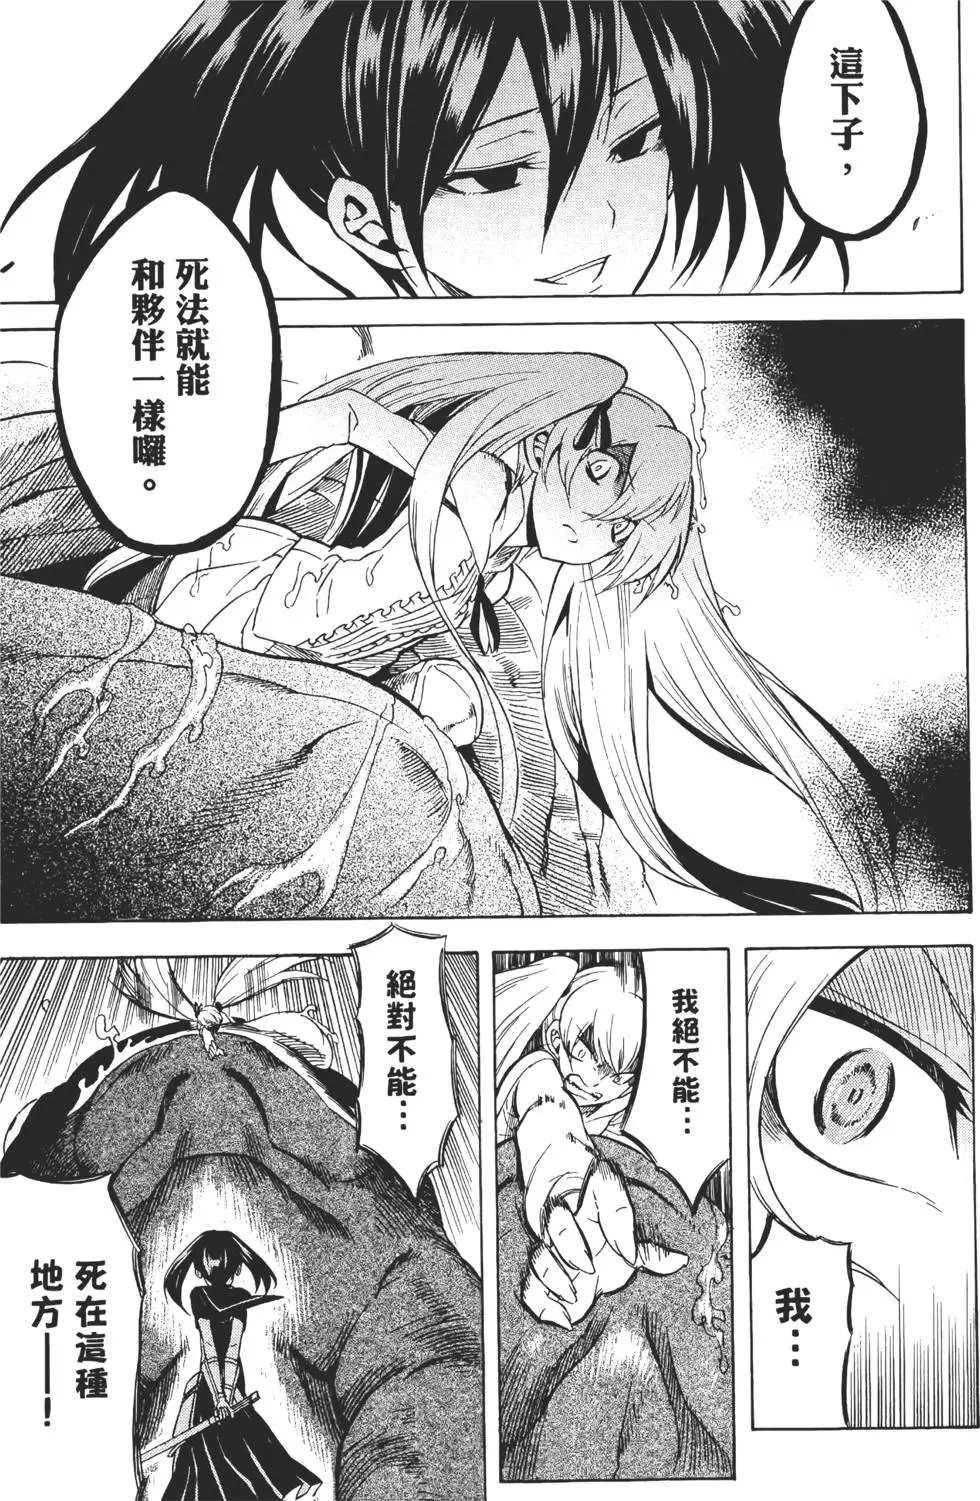 這下子，
死法就能
和夥伴一樣囉。
我…
我絕不能…
絕對不能…
死在這種
地方——！